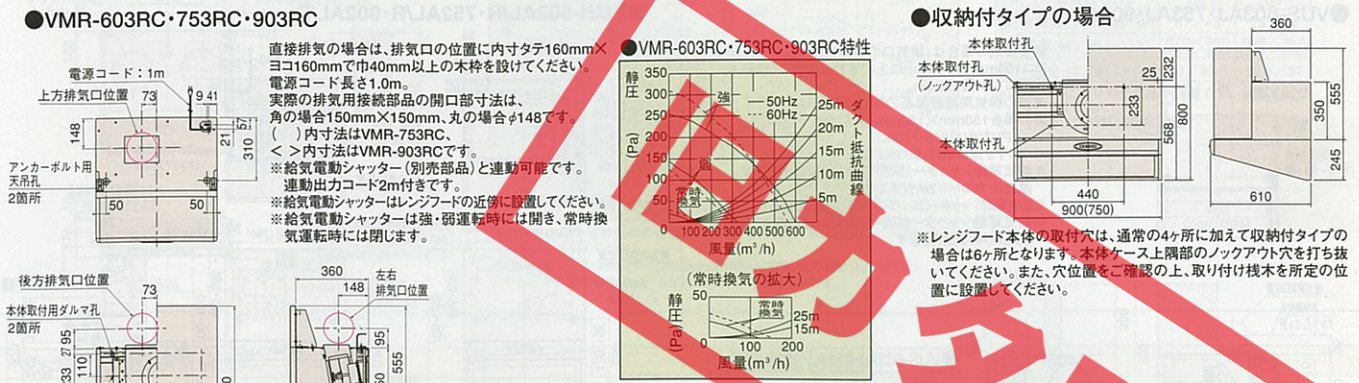 ●VMR-603RC・753RC・903RC
直接排気の場合は、排気口の位置に内寸タテ160mm×
ヨコ160mmで巾40mm以上の木枠を設けてください。
電源コード長さ1.0m。
実際の排気用接続部品の開口部寸法は、
角の場合150mm×150mm、丸の場合φ148です。
（　）内寸法はVMR-753RC、
＜　＞内寸法はVMR-903RCです。
※給気電動シャッター（別売部品）と連動可能です。
連動出力コード2m付きです。
※給気電動シャッターはレンジフードの近傍に設置してください。
※給気電動シャッターは強・弱運転時には開き、常時換
気運転時には閉じます。
電源コード：1m
上方排気口位置
73
9 41
148
21
57
310
アンカーボルト用
天吊孔
2箇所
50
50
後方排気口位置
73
本体取付用ダルマ孔
2箇所
95
27
110
233
360
148
左右
排気口位置
95
555
●VMR-603RC・753RC・903RC特性
静圧
(Pa)
350
300
250
200
150
100
50
0
強
弱
常時
換気
50Hz
60Hz
25m
20m
15m
10m
5m
ダクト抵抗曲線
100 200 300 400 500 600
風量(m³/h)
(常時換気の拡大)
静圧
(Pa)
50
0
常時
換気
25m
15m
100
200
風量(m³/h)
●収納付タイプの場合
本体取付孔
本体取付孔
(ノックアウト孔)
本体取付孔
25
232
233
568
800
440
900(750)
360
350
555
245
610
※レンジフード本体の取付穴は、通常の4ヶ所に加えて収納付タイプの
場合は6ヶ所となります。本体ケース上隅部のノックアウト穴を打ち抜
いてください。また、穴位置をご確認の上、取り付け桟木を所定の位
置に設置してください。
回